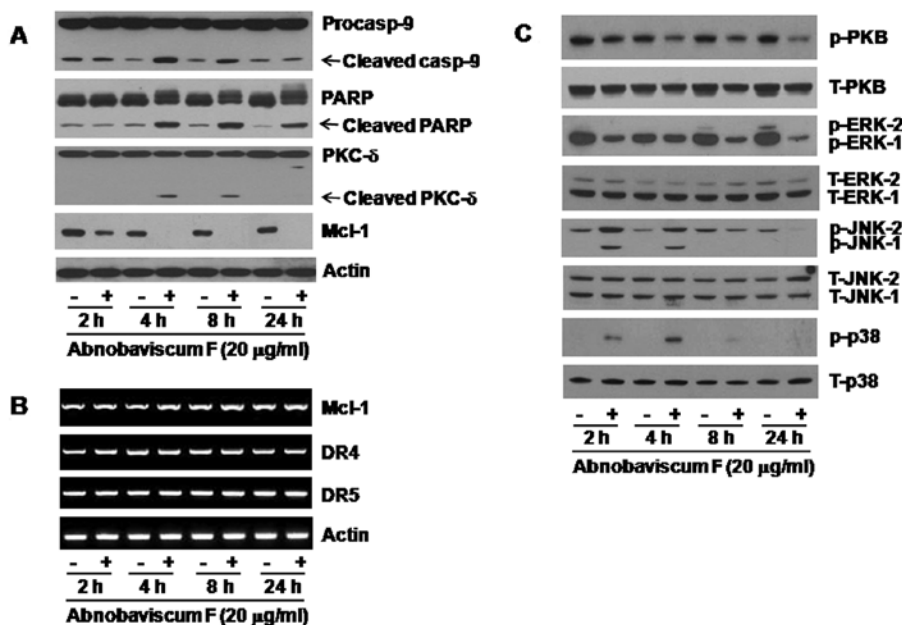 A
Procasp-9
←Cleaved casp-9
PARP
←Cleaved PARP
PKC-δ
←Cleaved PKC-δ
Mcl-1
Actin
- + - + - + - +
2 h 4 h 8 h 24 h
Abnobaviscum F (20 μg/ml)
B
Mcl-1
DR4
DR5
Actin
- + - + - + - +
2 h 4 h 8 h 24 h
Abnobaviscum F (20 μg/ml)
C
p-PKB
T-PKB
p-ERK-2
p-ERK-1
T-ERK-2
T-ERK-1
p-JNK-2
p-JNK-1
T-JNK-2
T-JNK-1
p-p38
T-p38
- + - + - + - +
2 h 4 h 8 h 24 h
Abnobaviscum F (20 μg/ml)